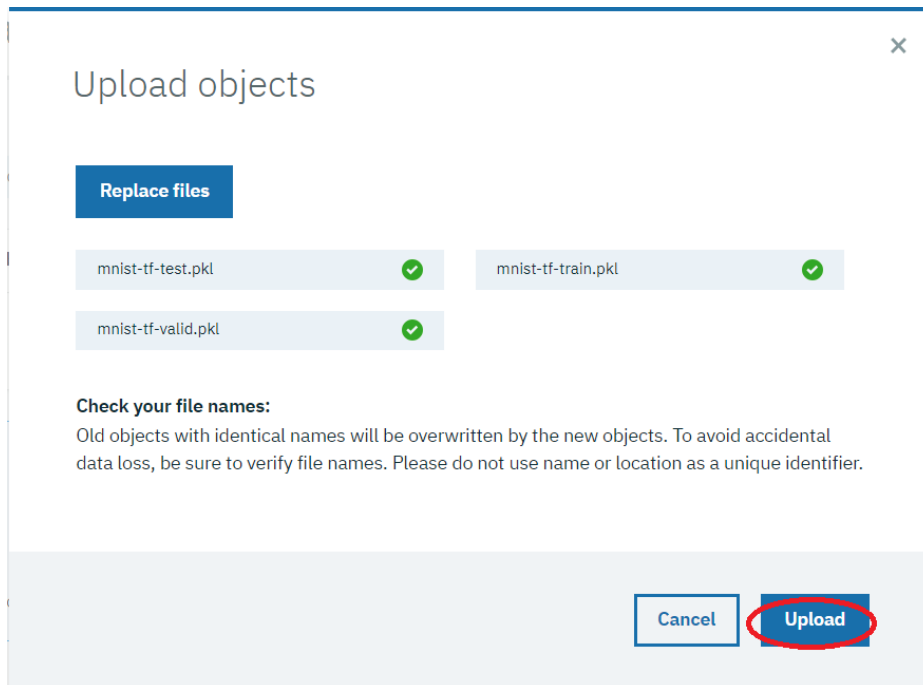 Upload objects
Replace files
mnist-tf-test.pkl
mnist-tf-train.pkl
mnist-tf-valid.pkl
Check your file names:
Old objects with identical names will be overwritten by the new objects. To avoid accidental
data loss, be sure to verify file names. Please do not use name or location as a unique identifier.
Cancel
Upload